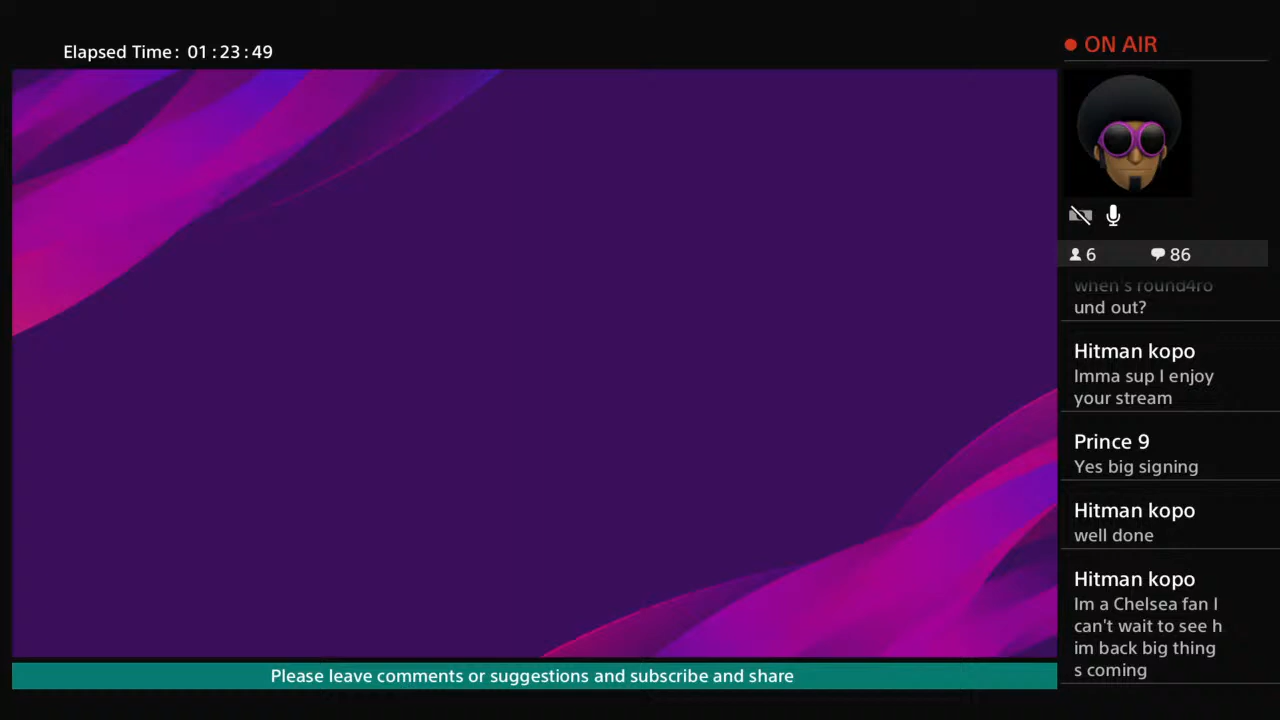 Elapsed Time: 01:23:49
ON AIR
6 86
when's round4ro
und out?
Hitman kopo
Imma sup I enjoy
your stream
Prince 9
Yes big signing
Hitman kopo
well done
Hitman kopo
Im a Chelsea fan I
can't wait to see h
im back big thing
s coming
Please leave comments or suggestions and subscribe and share